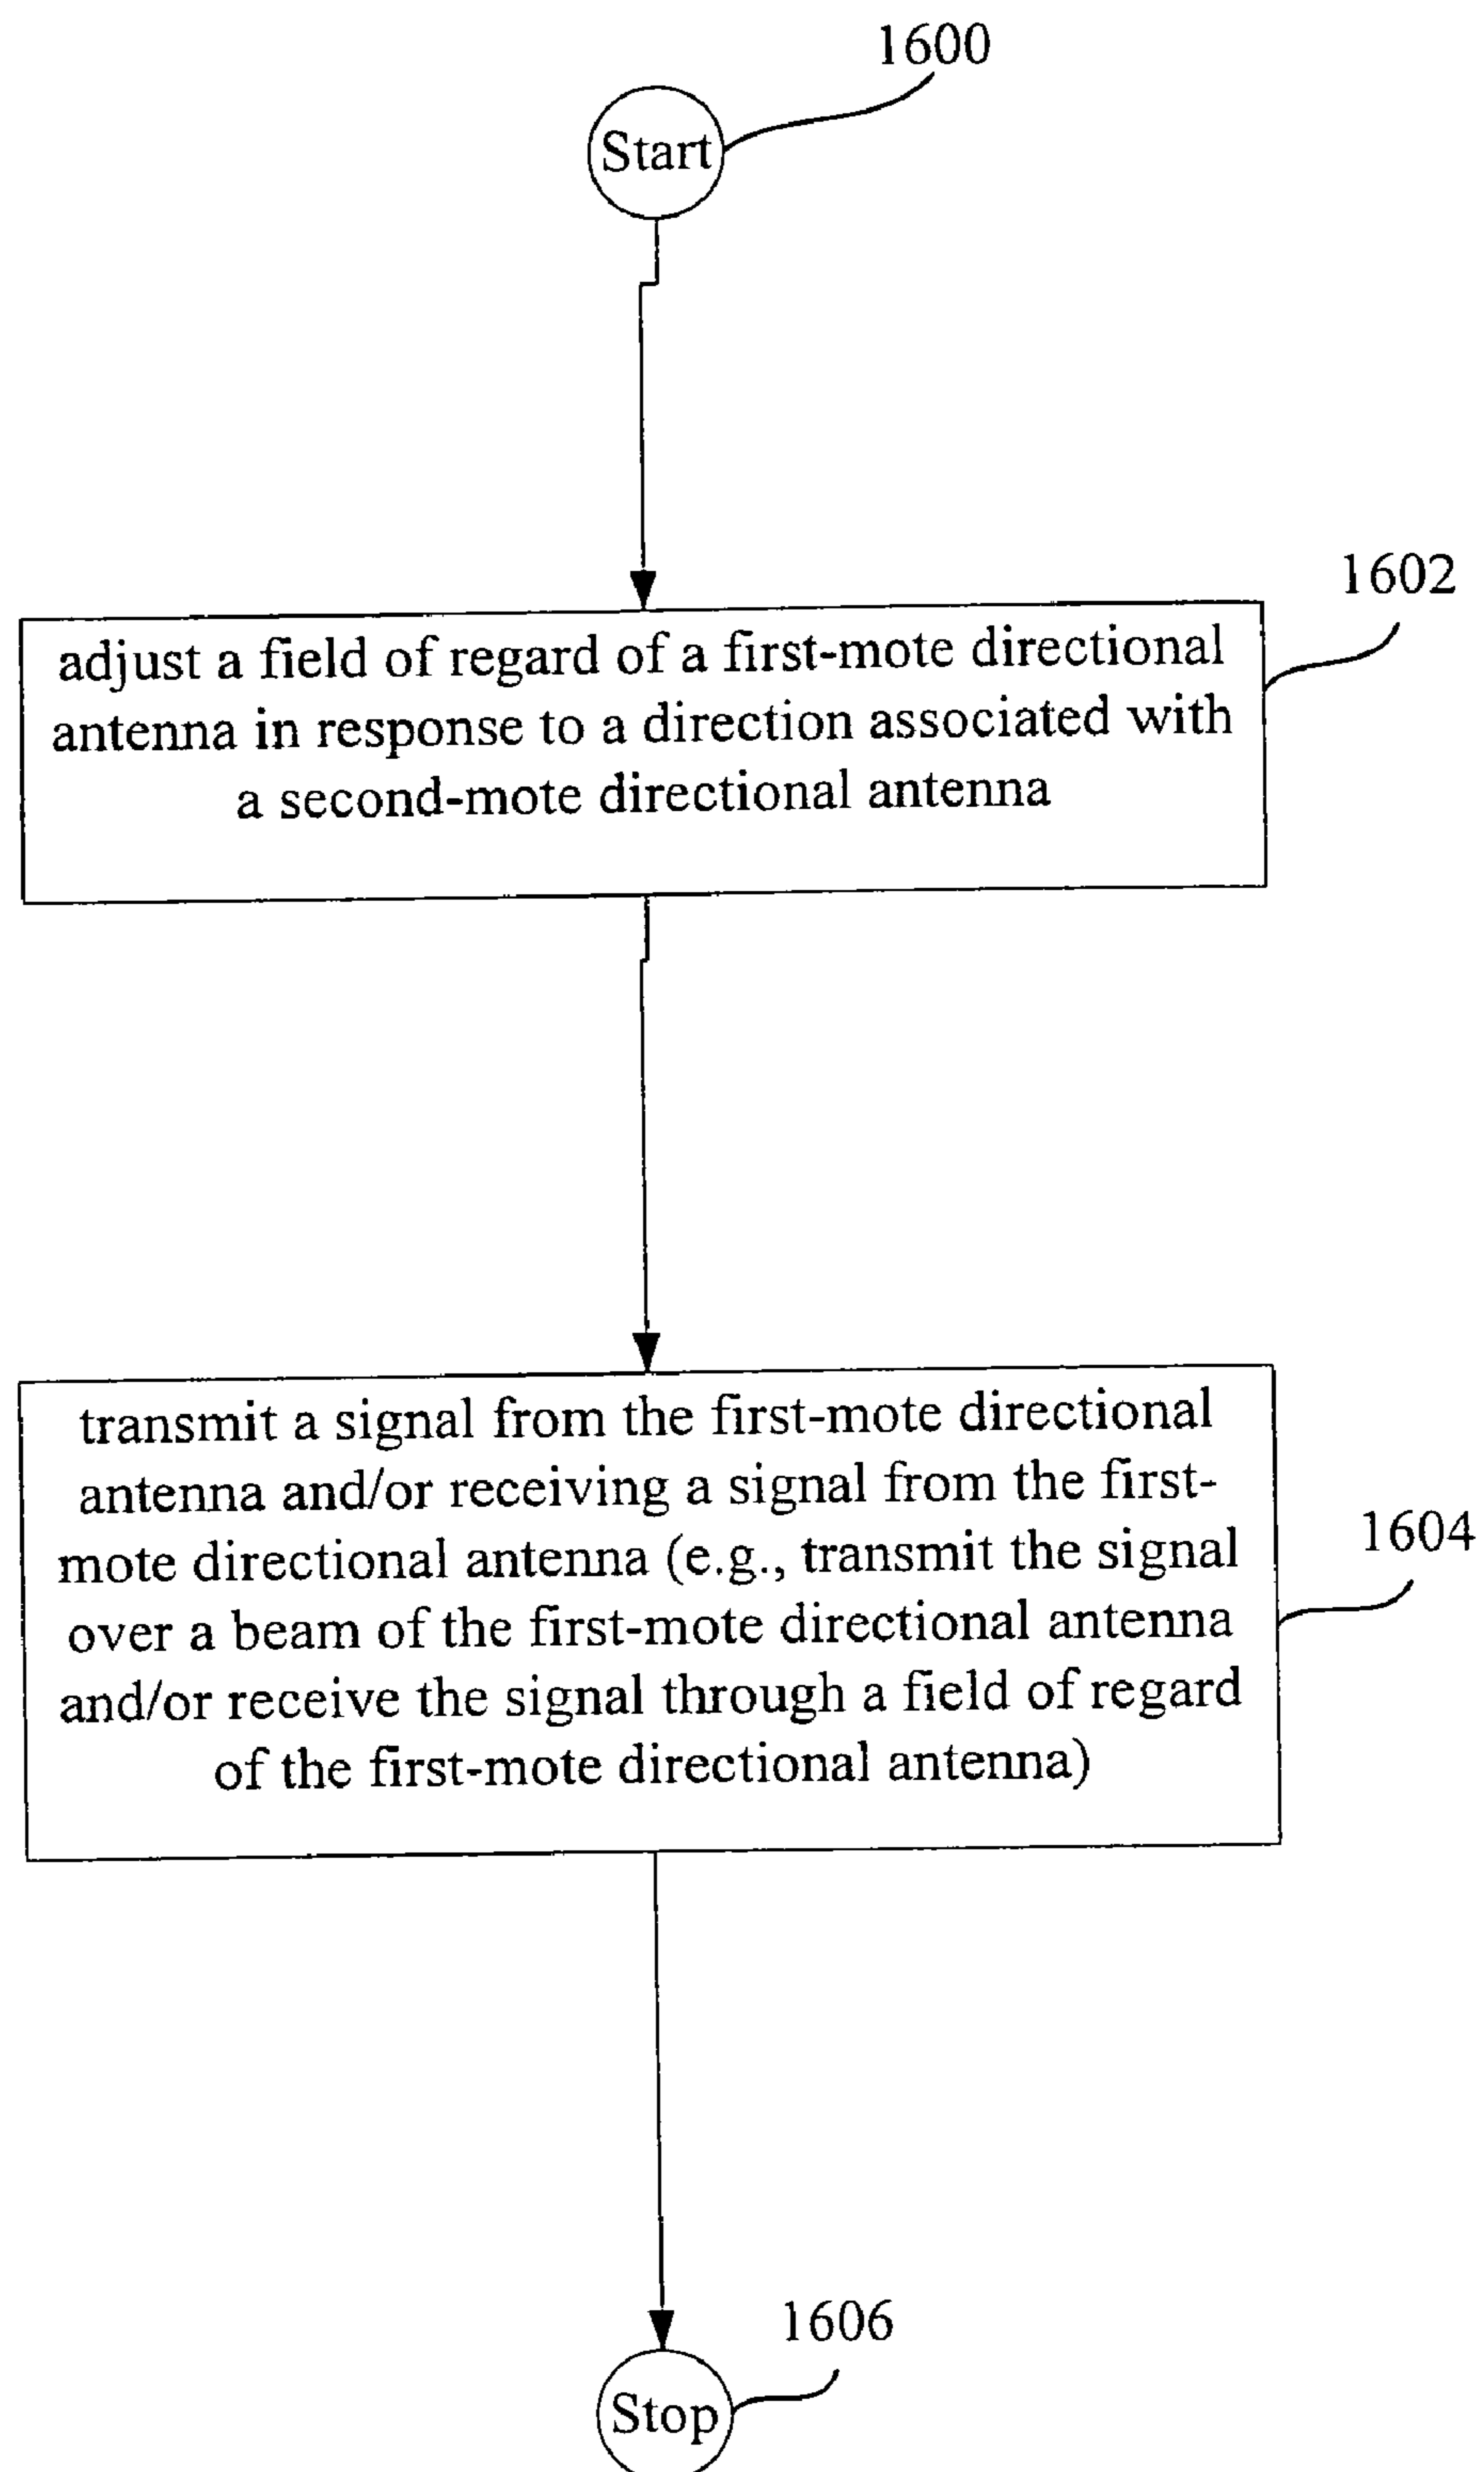 1600
Start
1602
adjust a field of regard of a first-mote directional
antenna in response to a direction associated with
a second-mote directional antenna
transmit a signal from the first-mote directional
antenna and/or receiving a signal from the first-
mote directional antenna (e.g., transmit the signal
over a beam of the first-mote directional antenna
and/or receive the signal through a field of regard
of the first-mote directional antenna)
1604
1606
Stop